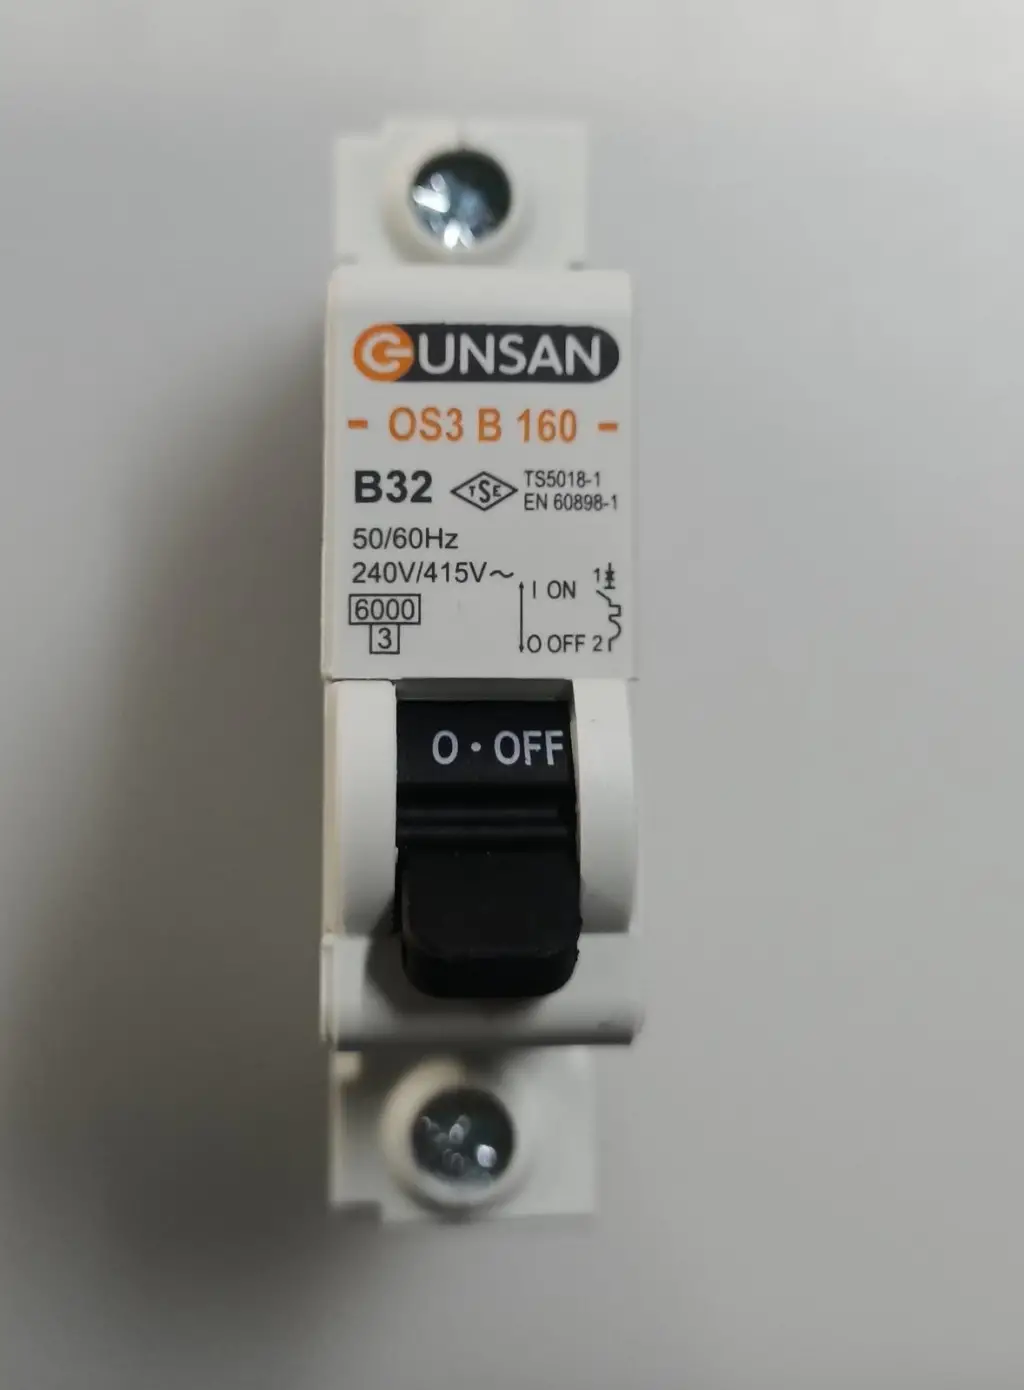 GUNSAN
- OS3 B 160 -
B32 TSE TS5018-1
EN 60898-1
50/60Hz
240V/415V~
6000
3
I ON 1
O OFF 2
O · OFF